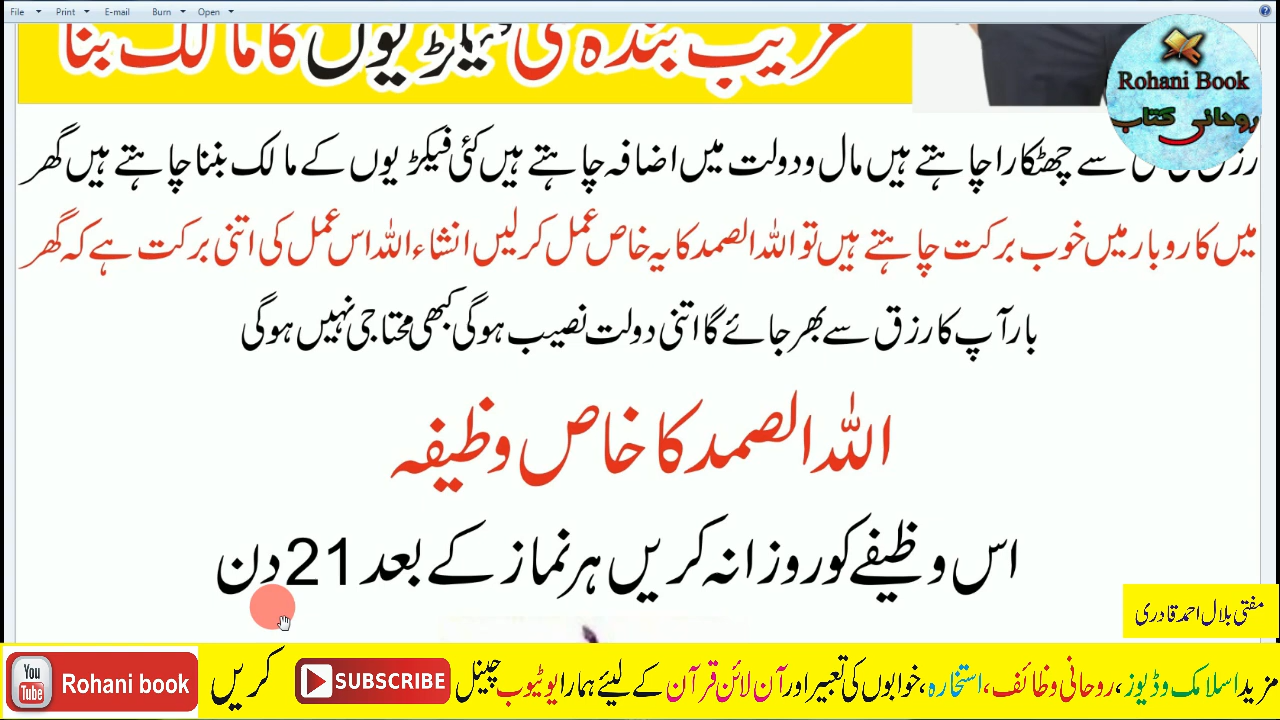 File Print E-mail Burn Open
غریب بندہ کئی فیکٹریوں کا مالک بنا
Rohani Book
روحانی کتاب
سے چھٹکارا چاہتے ہیں مال ودولت میں اضافہ چاہتے ہیں کئی فیکٹریوں کے مالک بننا چاہتے ہیں گھر
میں کاروبار میں خوب برکت چاہتے ہیں تو اللہ الصمد کا یہ خاص عمل کرلیں انشاء اللہ اس عمل کی اتنی برکت ہے کہ گھر
بار آپ کا رزق سے بھر جائے گا اتنی دولت نصیب ہوگی کبھی محتاجی نہیں ہوگی
اللہ الصمد کا خاص وظیفہ
اس وظیفے کو روزانہ کریں ہر نماز کے بعد 21 دن
مفتی بلال احمد قادری
مزید اسلامک وڈیوز، روحانی وظائف، استخارہ، خوابوں کی تعبیر اور آن لائن قرآن کے لیئے ہمارا یوٹیوب چینل SUBSCRIBE کریں
You Tube Rohani book